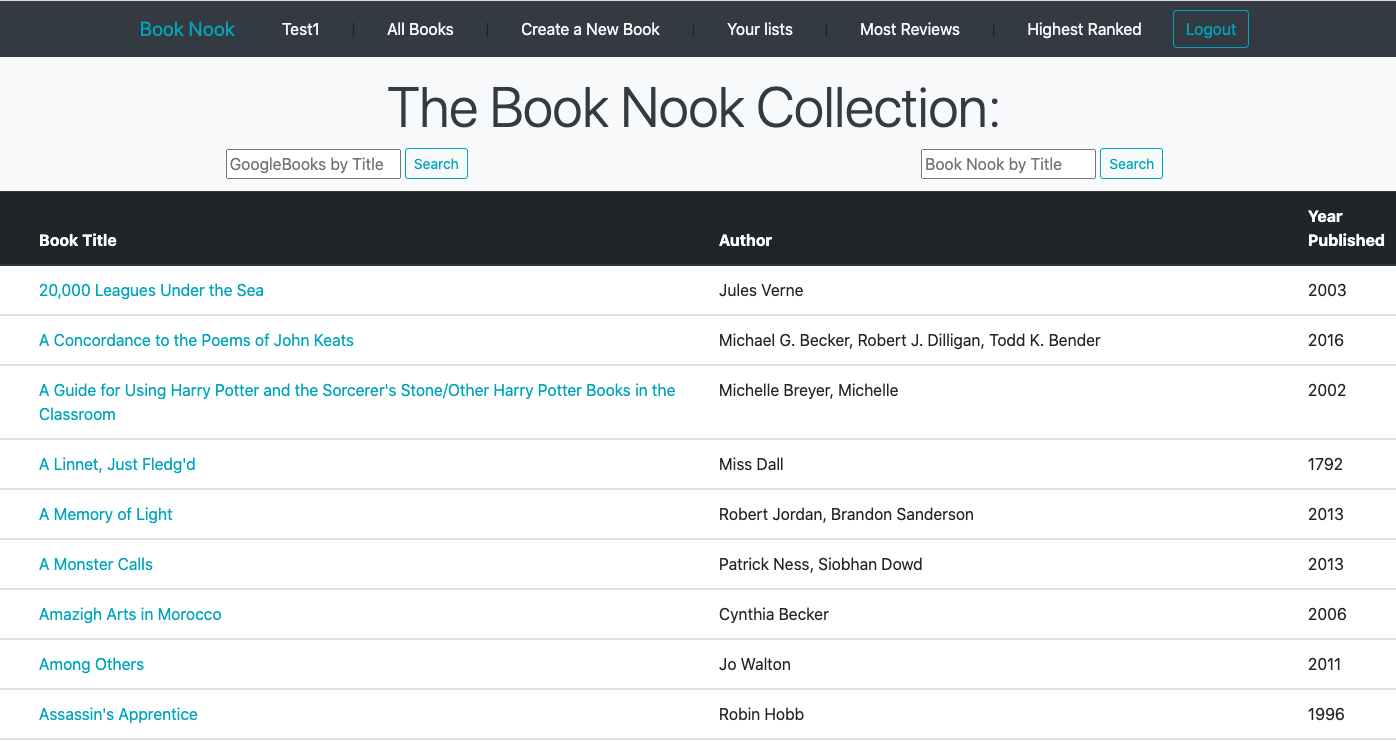 Book Nook Test1 | All Books | Create a New Book | Your lists | Most Reviews | Highest Ranked Logout
The Book Nook Collection:
GoogleBooks by Title Search Book Nook by Title Search
Book Title Author Year
Published
20,000 Leagues Under the Sea Jules Verne 2003
A Concordance to the Poems of John Keats Michael G. Becker, Robert J. Dilligan, Todd K. Bender 2016
A Guide for Using Harry Potter and the Sorcerer's Stone/Other Harry Potter Books in the Michelle Breyer, Michelle 2002
Classroom
A Linnet, Just Fledg'd Miss Dall 1792
A Memory of Light Robert Jordan, Brandon Sanderson 2013
A Monster Calls Patrick Ness, Siobhan Dowd 2013
Amazigh Arts in Morocco Cynthia Becker 2006
Among Others Jo Walton 2011
Assassin's Apprentice Robin Hobb 1996